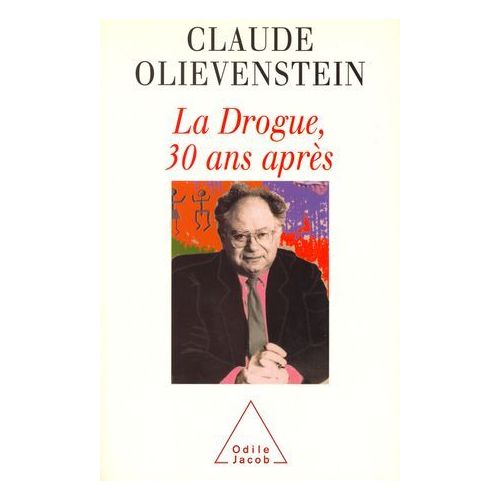 CLAUDE
OLIEVENSTEIN
La Drogue,
30 ans après
Odile
Jacob